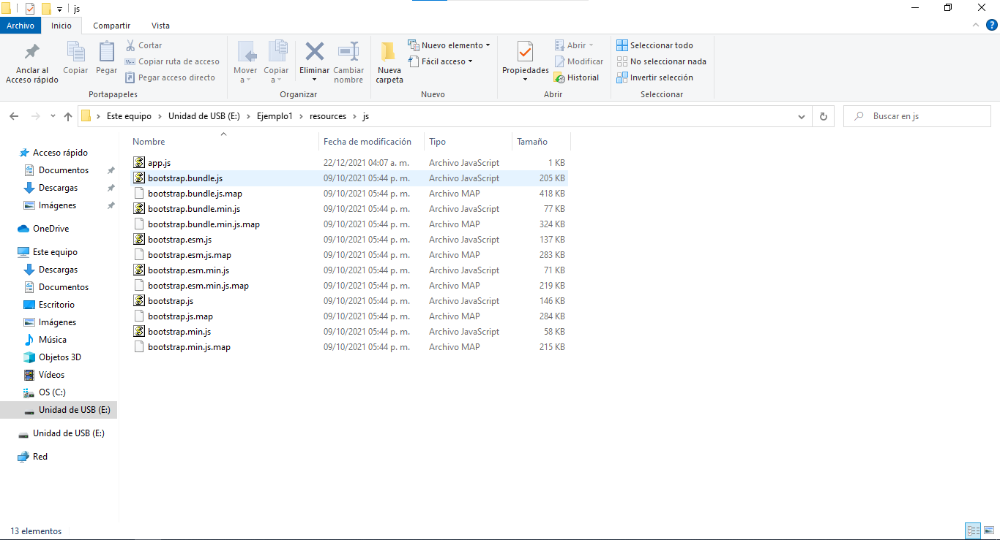 js
Archivo Inicio Compartir Vista
Anclar al Acceso rápido
Copiar
Pegar
Cortar
Copiar ruta de acceso
Pegar acceso directo
Portapapeles
Mover a
Copiar a
Eliminar
Cambiar nombre
Organizar
Nueva carpeta
Nuevo elemento
Fácil acceso
Nuevo
Propiedades
Abrir
Modificar
Historial
Abrir
Seleccionar todo
No seleccionar nada
Invertir selección
Seleccionar
Este equipo › Unidad de USB (E:) › Ejemplo1 › resources › js
Buscar en js
Acceso rápido
Documentos
Descargas
Imágenes
OneDrive
Este equipo
Descargas
Documentos
Escritorio
Imágenes
Música
Objetos 3D
Vídeos
OS (C:)
Unidad de USB (E:)
Unidad de USB (E:)
Red
Nombre Fecha de modificación Tipo Tamaño
app.js 22/12/2021 04:07 a. m. Archivo JavaScript 1 KB
bootstrap.bundle.js 09/10/2021 05:44 p. m. Archivo JavaScript 205 KB
bootstrap.bundle.js.map 09/10/2021 05:44 p. m. Archivo MAP 418 KB
bootstrap.bundle.min.js 09/10/2021 05:44 p. m. Archivo JavaScript 77 KB
bootstrap.bundle.min.js.map 09/10/2021 05:44 p. m. Archivo MAP 324 KB
bootstrap.esm.js 09/10/2021 05:44 p. m. Archivo JavaScript 137 KB
bootstrap.esm.js.map 09/10/2021 05:44 p. m. Archivo MAP 283 KB
bootstrap.esm.min.js 09/10/2021 05:44 p. m. Archivo JavaScript 71 KB
bootstrap.esm.min.js.map 09/10/2021 05:44 p. m. Archivo MAP 219 KB
bootstrap.js 09/10/2021 05:44 p. m. Archivo JavaScript 146 KB
bootstrap.js.map 09/10/2021 05:44 p. m. Archivo MAP 284 KB
bootstrap.min.js 09/10/2021 05:44 p. m. Archivo JavaScript 58 KB
bootstrap.min.js.map 09/10/2021 05:44 p. m. Archivo MAP 215 KB
13 elementos